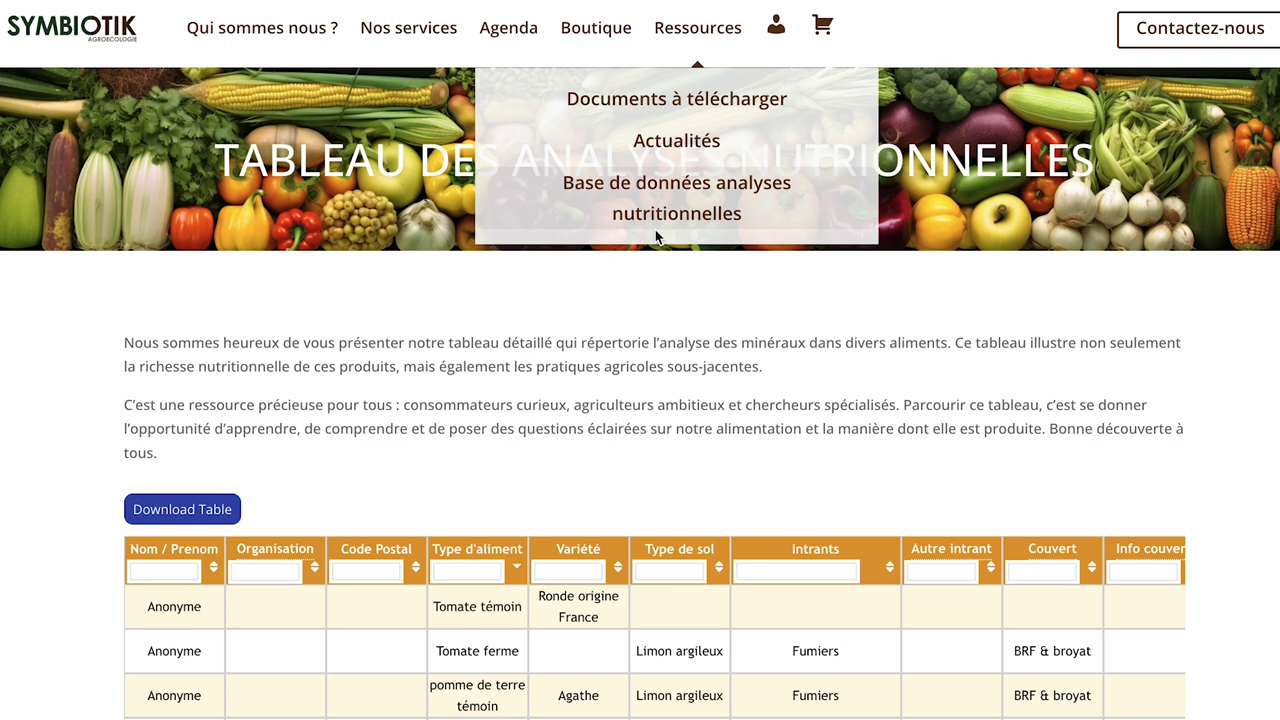 SYMBIOTIK
AGROECOLOGIE
Qui sommes nous ?
Nos services
Agenda
Boutique
Ressources
Contactez-nous
Documents à télécharger
Actualités
Base de données analyses
nutritionnelles
TABLEAU DES ANALYSES NUTRITIONNELLES
Nous sommes heureux de vous présenter notre tableau détaillé qui répertorie l’analyse des minéraux dans divers aliments. Ce tableau illustre non seulement
la richesse nutritionnelle de ces produits, mais également les pratiques agricoles sous-jacentes.
C’est une ressource précieuse pour tous : consommateurs curieux, agriculteurs ambitieux et chercheurs spécialisés. Parcourir ce tableau, c’est se donner
l’opportunité d’apprendre, de comprendre et de poser des questions éclairées sur notre alimentation et la manière dont elle est produite. Bonne découverte à
tous.
Download Table
Nom / Prenom Organisation Code Postal Type d'aliment Variété Type de sol Intrants Autre intrant Couvert Info couver
Anonyme Tomate témoin Ronde origine
France
Anonyme Tomate ferme Limon argileux Fumiers BRF & broyat
Anonyme pomme de terre
témoin Agathe Limon argileux Fumiers BRF & broyat